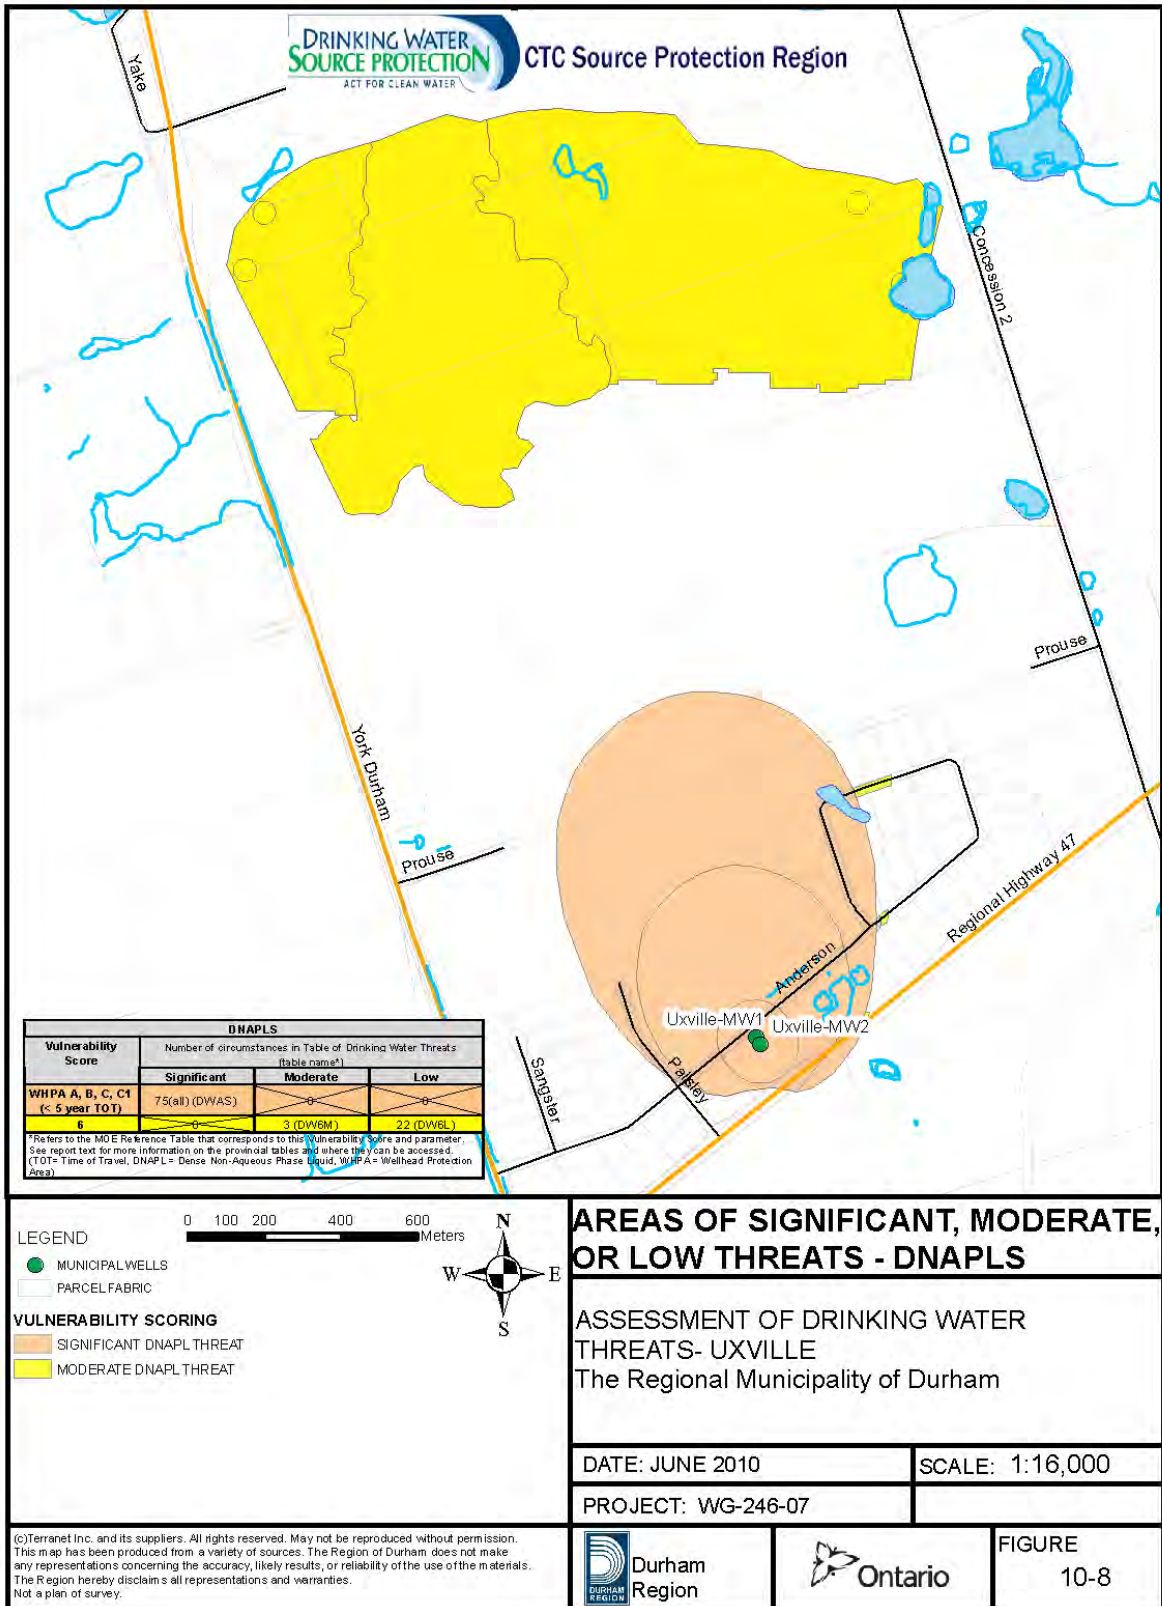 DRINKING WATER
SOURCE PROTECTION
ACT FOR CLEAN WATER
CTC Source Protection Region
Yake
Concession 2
Prouse
York Durham
Prouse
Regional Highway 47
Anderson
Uxville-MW1
Uxville-MW2
Paisley
Sangster
DNAPLS
Vulnerability Score
Number of circumstances in Table of Drinking Water Threats (table name*)
Significant Moderate Low
WHPA A, B, C, C1 (< 5 year TOT) 75(all) (DWAS) 0 0
6 0 3 (DW6M) 22 (DW6L)
*Refers to the MOE Reference Table that corresponds to this Vulnerability Score and parameter.
See report text for more information on the provincial tables and where they can be accessed.
(TOT= Time of Travel, DNAPL = Dense Non-Aqueous Phase Liquid, WHPA = Wellhead Protection
Area)
LEGEND
0 100 200 400 600
Meters
N
W E
S
MUNICIPAL WELLS
PARCEL FABRIC
VULNERABILITY SCORING
SIGNIFICANT DNAPL THREAT
MODERATE DNAPL THREAT
AREAS OF SIGNIFICANT, MODERATE,
OR LOW THREATS - DNAPLS
ASSESSMENT OF DRINKING WATER
THREATS- UXVILLE
The Regional Municipality of Durham
DATE: JUNE 2010
SCALE: 1:16,000
PROJECT: WG-246-07
(c)Terranet Inc. and its suppliers. All rights reserved. May not be reproduced without permission.
This map has been produced from a variety of sources. The Region of Durham does not make
any representations concerning the accuracy, likely results, or reliability of the use of the materials.
The Region hereby disclaims all representations and warranties.
Not a plan of survey.
DURHAM
REGION
Durham
Region
Ontario
FIGURE
10-8